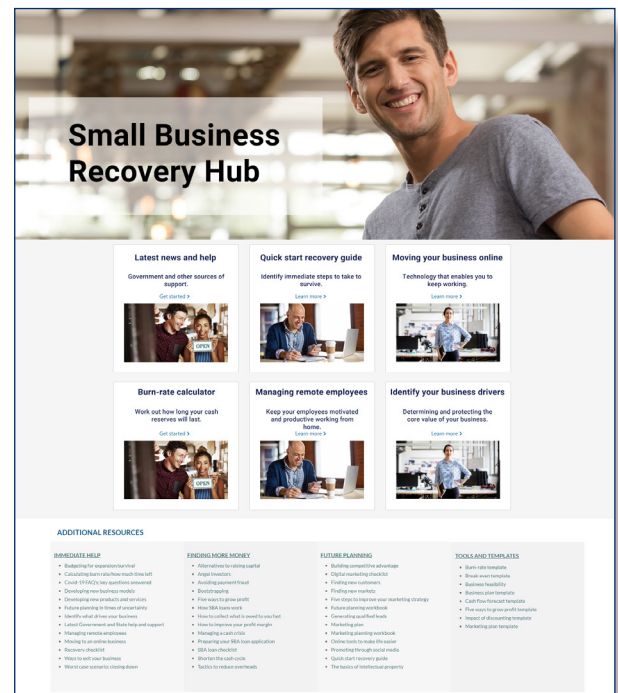 Small Business
Recovery Hub
Latest news and help
Government and other sources of
support.
Get started >
OPEN
Quick start recovery guide
Identify immediate steps to take to
survive.
Learn more >
Moving your business online
Technology that enables you to
keep working.
Learn more >
Burn-rate calculator
Work out how long your cash
reserves will last.
Get started >
OPEN
Managing remote employees
Keep your employees motivated
and productive working from
home.
Learn more >
Identify your business drivers
Determining and protecting the
core value of your business.
Learn more >
ADDITIONAL RESOURCES
IMMEDIATE HELP
Budgeting for expansion/survival
Calculating burn rate/how much time left
Covid-19 FAQ's: key questions answered
Developing new business models
Developing new products and services
Future planning in times of uncertainty
Identify what drives your business
Latest Government and State help and support
Managing remote employees
Moving to an online business
Recovery checklist
Ways to exit your business
Worst case scenario; closing down
FINDING MORE MONEY
Alternatives to raising capital
Angel investors
Avoiding payment fraud
Bootstrapping
Five ways to grow profit
How SBA loans work
How to collect what is owed to you fast
How to improve your profit margin
Managing a cash crisis
Preparing your SBA loan application
SBA loan checklist
Shorten the cash cycle
Tactics to reduce overheads
FUTURE PLANNING
Building competitive advantage
Digital marketing checklist
Finding new customers
Finding new markets
Five steps to improve your marketing strategy
Future planning workbook
Generating qualified leads
Marketing plan
Marketing planning workbook
Online tools to make life easier
Promoting through social media
Quick start recovery guide
The basics of intellectual property
TOOLS AND TEMPLATES
Burn-rate template
Break-even template
Business feasibility
Business plan template
Cash flow forecast template
Five ways to grow profit template
Impact of discounting template
Marketing plan template